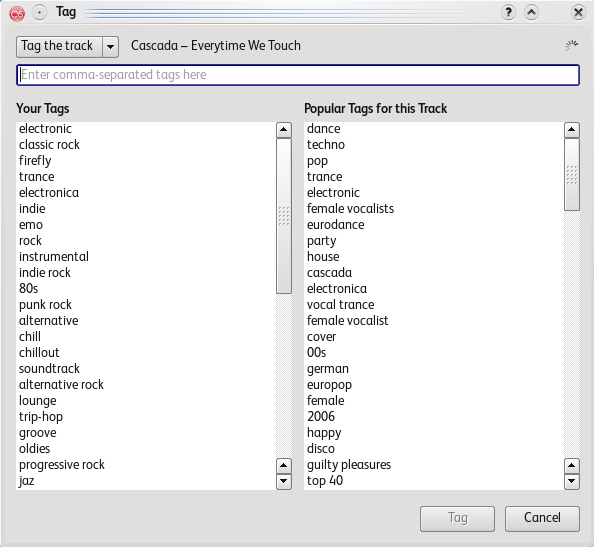 Tag
Tag the track
Cascada – Everytime We Touch
Enter comma-separated tags here
Your Tags
electronic
classic rock
firefly
trance
electronica
indie
emo
rock
instrumental
indie rock
80s
punk rock
alternative
chill
chillout
soundtrack
alternative rock
lounge
trip-hop
groove
oldies
progressive rock
jaz
Popular Tags for this Track
dance
techno
pop
trance
electronic
female vocalists
eurodance
party
house
cascada
electronica
vocal trance
female vocalist
cover
00s
german
europop
female
2006
happy
disco
guilty pleasures
top 40
Tag
Cancel